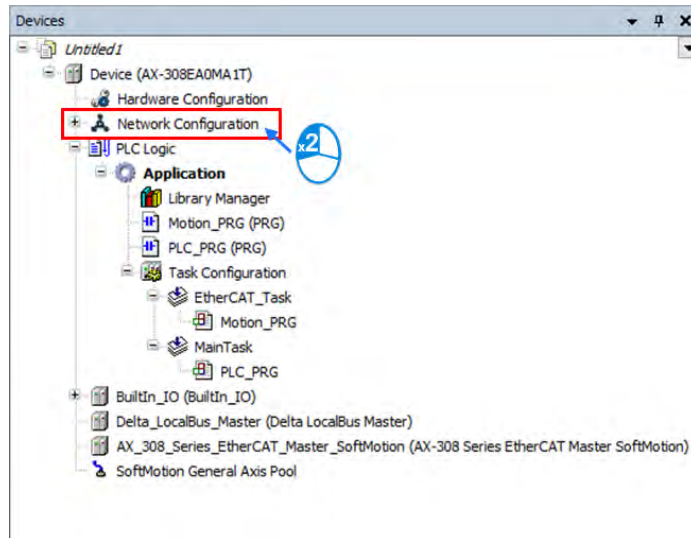 Devices
Untitled1
Device (AX-308EA0MA1T)
Hardware Configuration
Network Configuration
x2
PLC Logic
Application
Library Manager
Motion_PRG (PRG)
PLC_PRG (PRG)
Task Configuration
EtherCAT_Task
Motion_PRG
MainTask
PLC_PRG
BuiltIn_IO (BuiltIn_IO)
Delta_LocalBus_Master (Delta LocalBus Master)
AX_308_Series_EtherCAT_Master_SoftMotion (AX-308 Series EtherCAT Master SoftMotion)
SoftMotion General Axis Pool